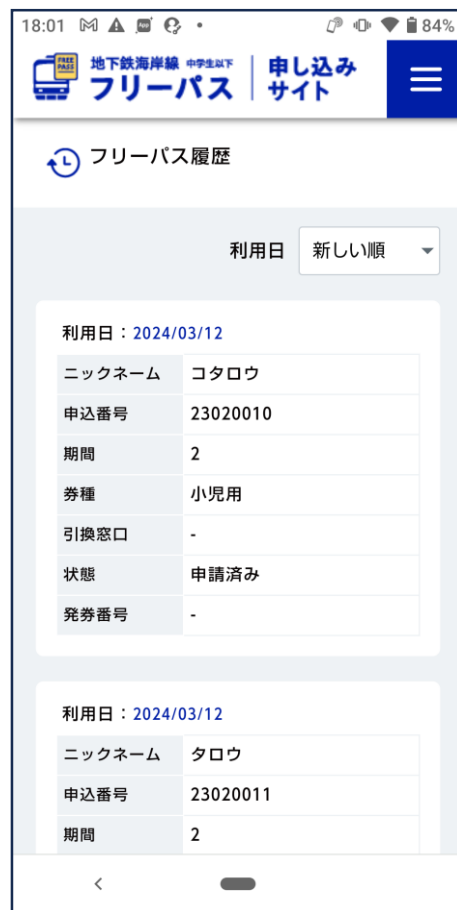 18:01 84%
FREE PASS
地下鉄海岸線 中学生以下
フリーパス
申し込み
サイト
フリーパス履歴
利用日 新しい順
利用日：2024/03/12
ニックネーム コタロウ
申込番号 23020010
期間 2
券種 小児用
引換窓口 -
状態 申請済み
発券番号 -
利用日：2024/03/12
ニックネーム タロウ
申込番号 23020011
期間 2